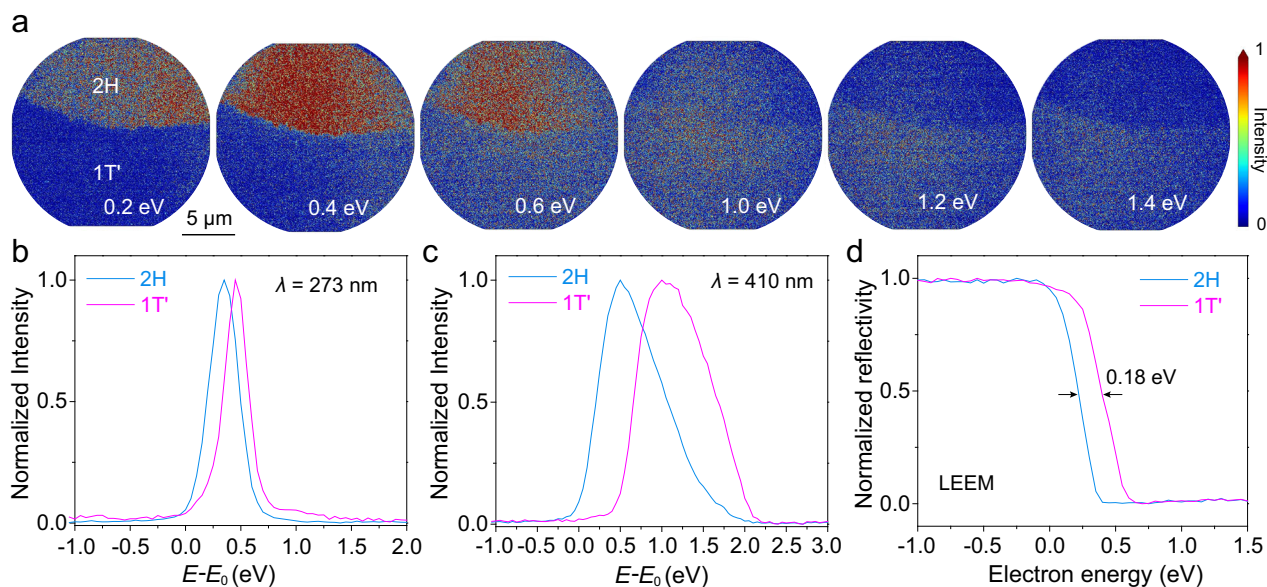 a
2H
1T'
0.2 eV
0.4 eV
0.6 eV
1.0 eV
1.2 eV
1.4 eV
5 μm
1
Intensity
0
b
2H
1T'
λ = 273 nm
1.0
0.5
0.0
Normalized Intensity
-1.0 -0.5 0.0 0.5 1.0 1.5 2.0
E-E₀ (eV)
c
2H
1T'
λ = 410 nm
1.0
0.5
0.0
Normalized Intensity
-1.0 -0.5 0.0 0.5 1.0 1.5 2.0 2.5 3.0
E-E₀ (eV)
d
2H
1T'
1.0
0.5
0.0
Normalized reflectivity
0.18 eV
LEEM
-1.0 -0.5 0.0 0.5 1.0 1.5
Electron energy (eV)